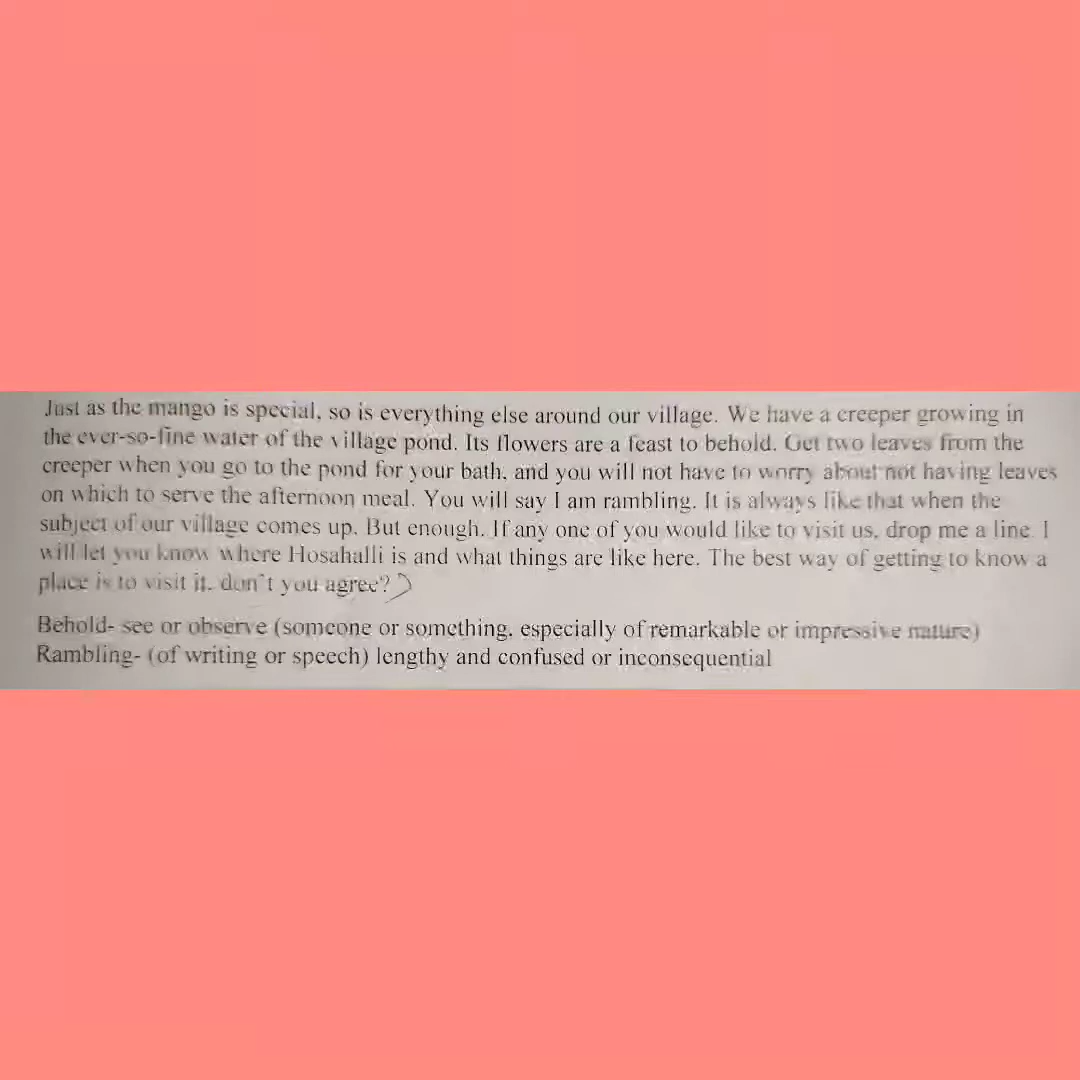 Just as the mango is special, so is everything else around our village. We have a creeper growing in
the ever-so-fine water of the village pond. Its flowers are a feast to behold. Get two leaves from the
creeper when you go to the pond for your bath, and you will not have to worry about not having leaves
on which to serve the afternoon meal. You will say I am rambling. It is always like that when the
subject of our village comes up. But enough. If any one of you would like to visit us, drop me a line. I
will let you know where Hosahalli is and what things are like here. The best way of getting to know a
place is to visit it, don't you agree?
Behold- see or observe (someone or something, especially of remarkable or impressive nature)
Rambling- (of writing or speech) lengthy and confused or inconsequential